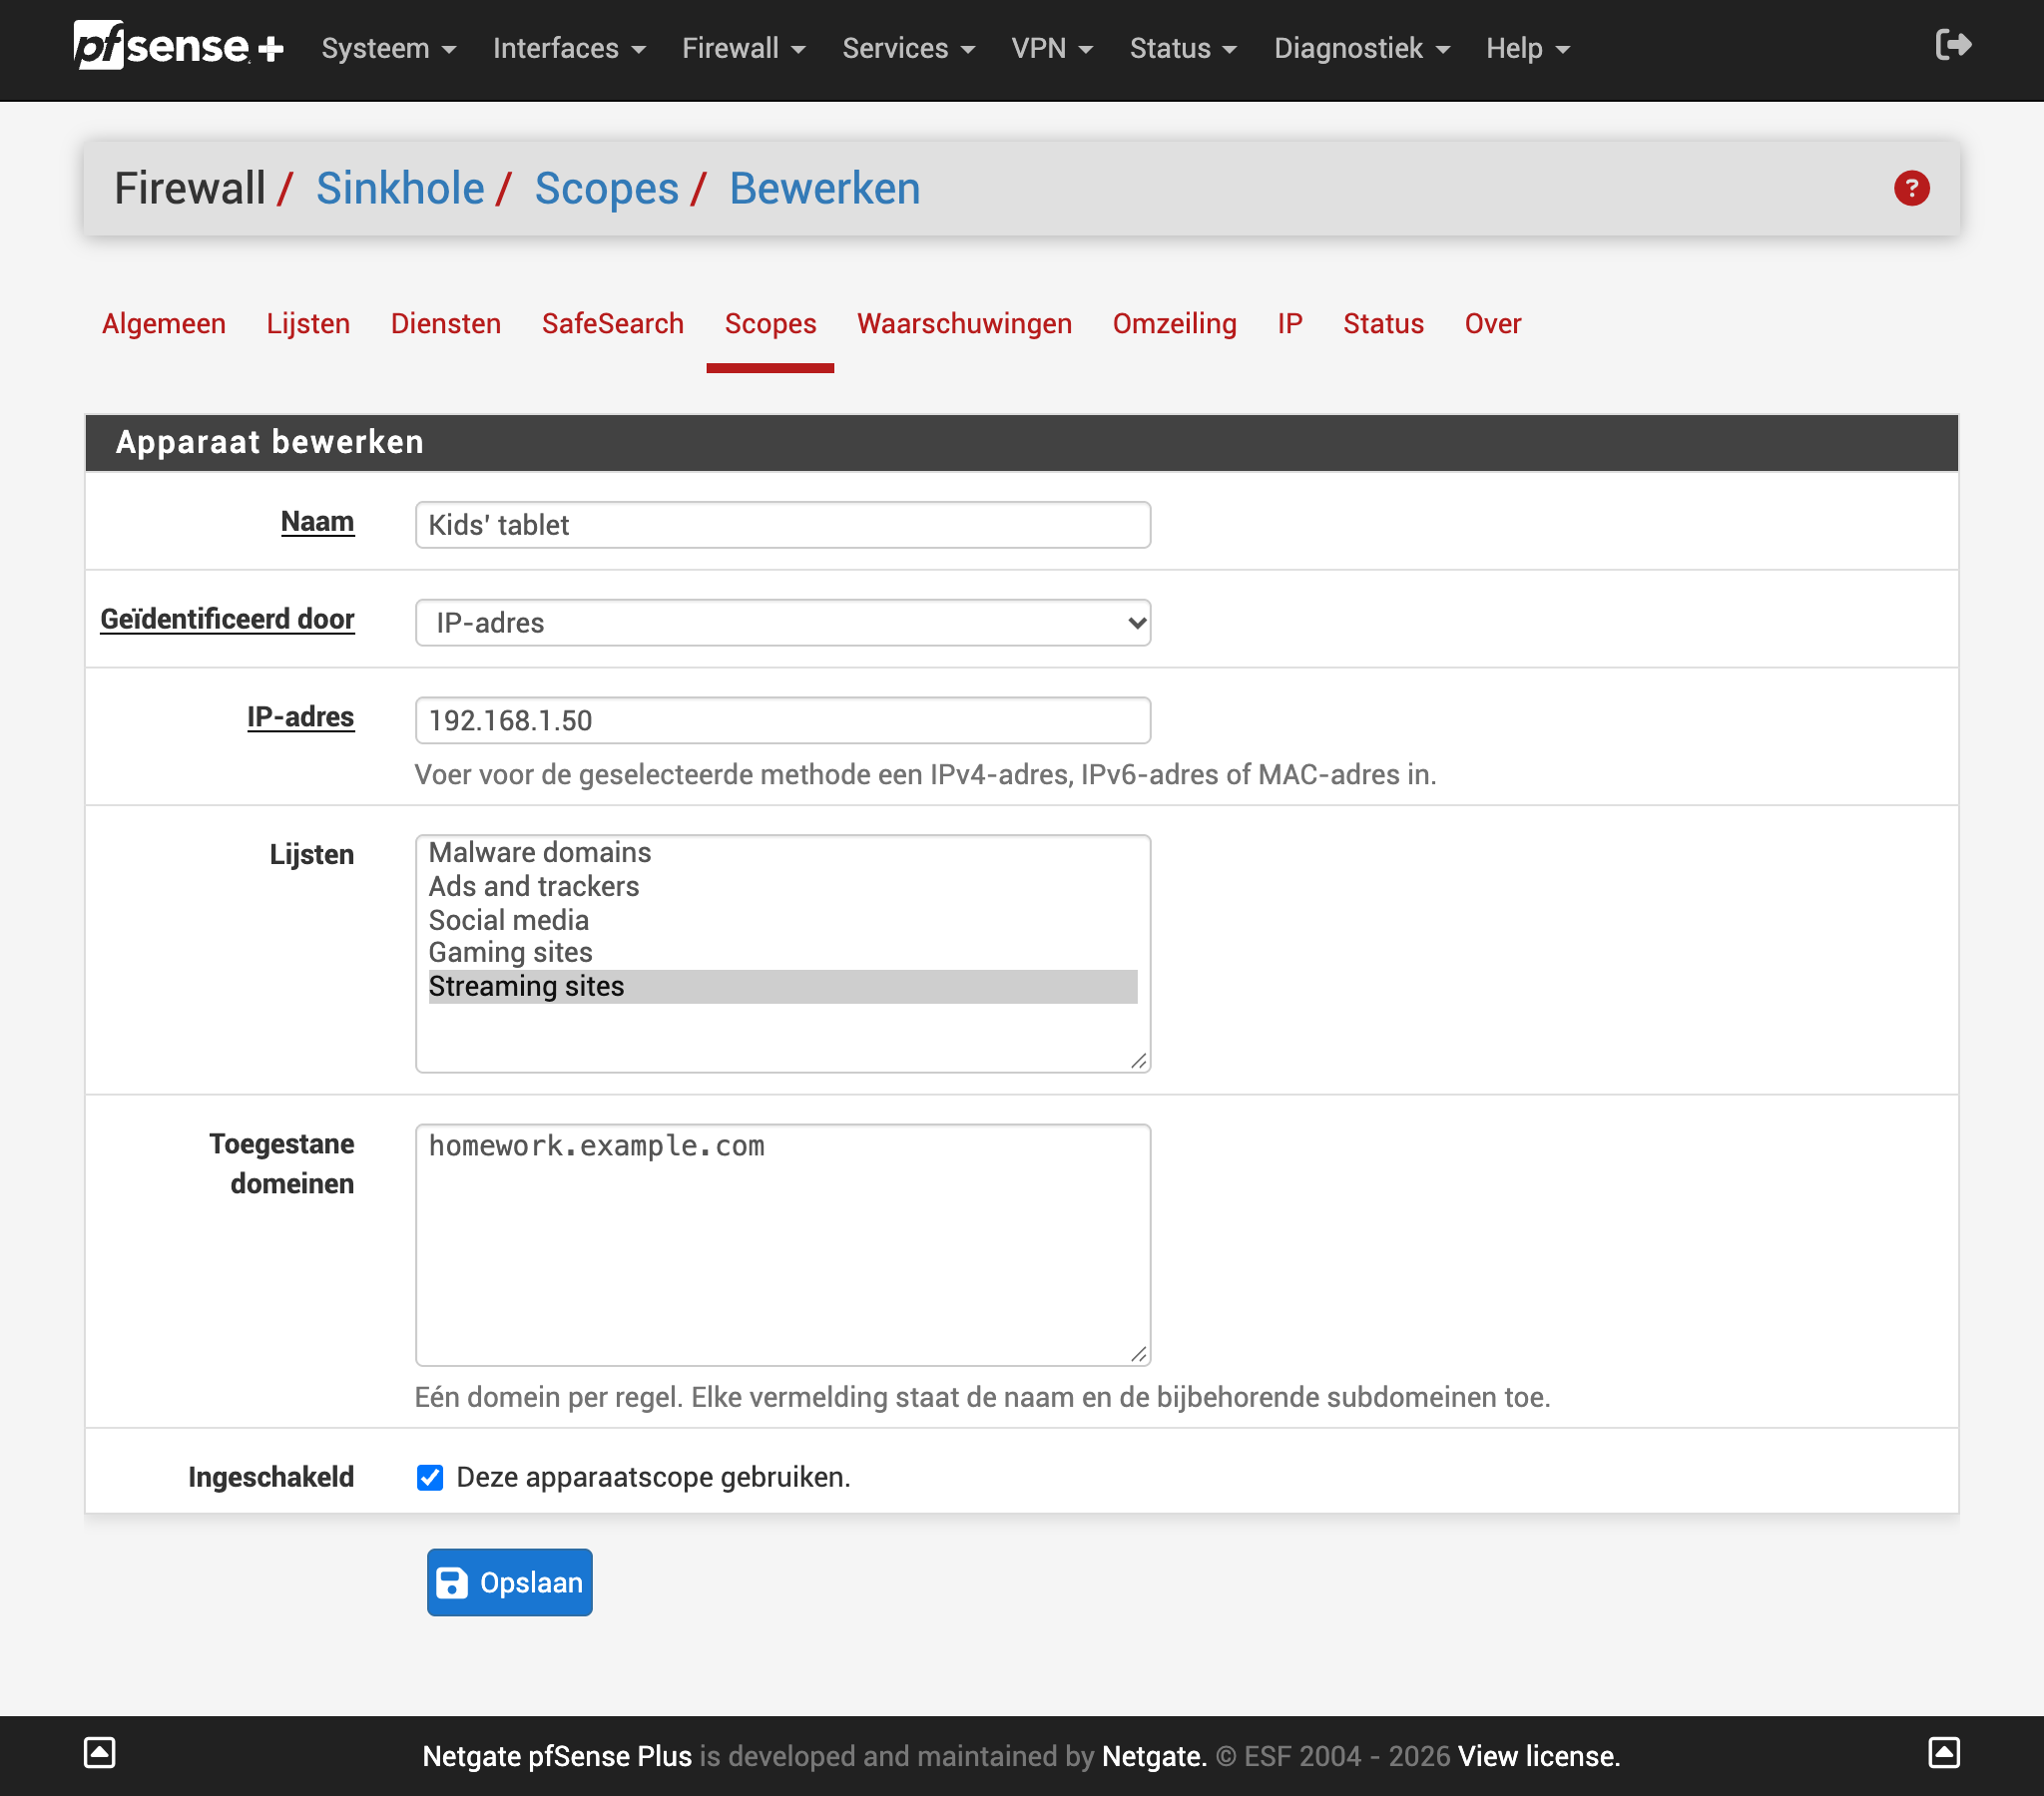 pfsense+ Systeem Interfaces Firewall Services VPN Status Diagnostiek Help
Firewall / Sinkhole / Scopes / Bewerken
?
Algemeen Lijsten Diensten SafeSearch Scopes Waarschuwingen Omzeiling IP Status Over
Apparaat bewerken
Naam
Kids' tablet
Geïdentificeerd door
IP-adres
IP-adres
192.168.1.50
Voer voor de geselecteerde methode een IPv4-adres, IPv6-adres of MAC-adres in.
Lijsten
Malware domains
Ads and trackers
Social media
Gaming sites
Streaming sites
Toegestane
domeinen
homework.example.com
Eén domein per regel. Elke vermelding staat de naam en de bijbehorende subdomeinen toe.
Ingeschakeld
Deze apparaatscope gebruiken.
Opslaan
Netgate pfSense Plus is developed and maintained by Netgate. © ESF 2004 - 2026 View license.